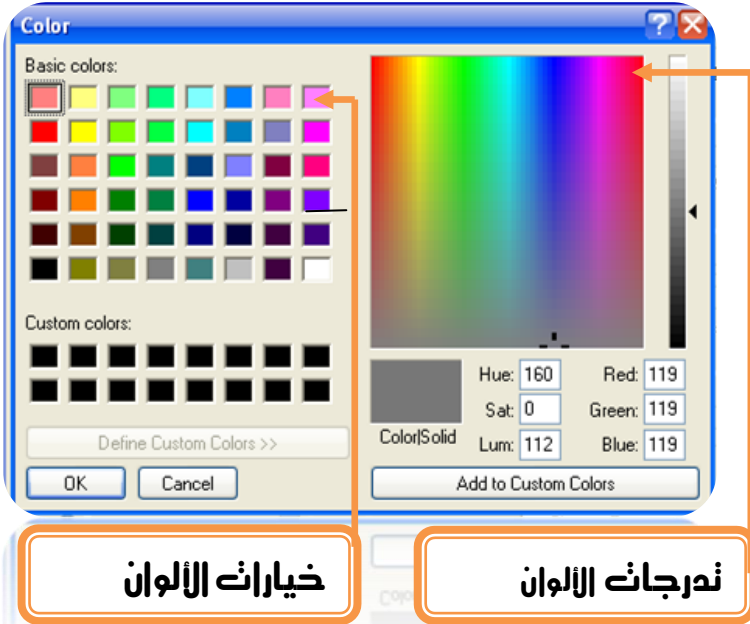 Color
Basic colors:
Custom colors:
Define Custom Colors >>
OK
Cancel
Color|Solid
Hue: 160
Sat: 0
Lum: 112
Red: 119
Green: 119
Blue: 119
Add to Custom Colors
خيارات الألوان
تدرجات الألوان